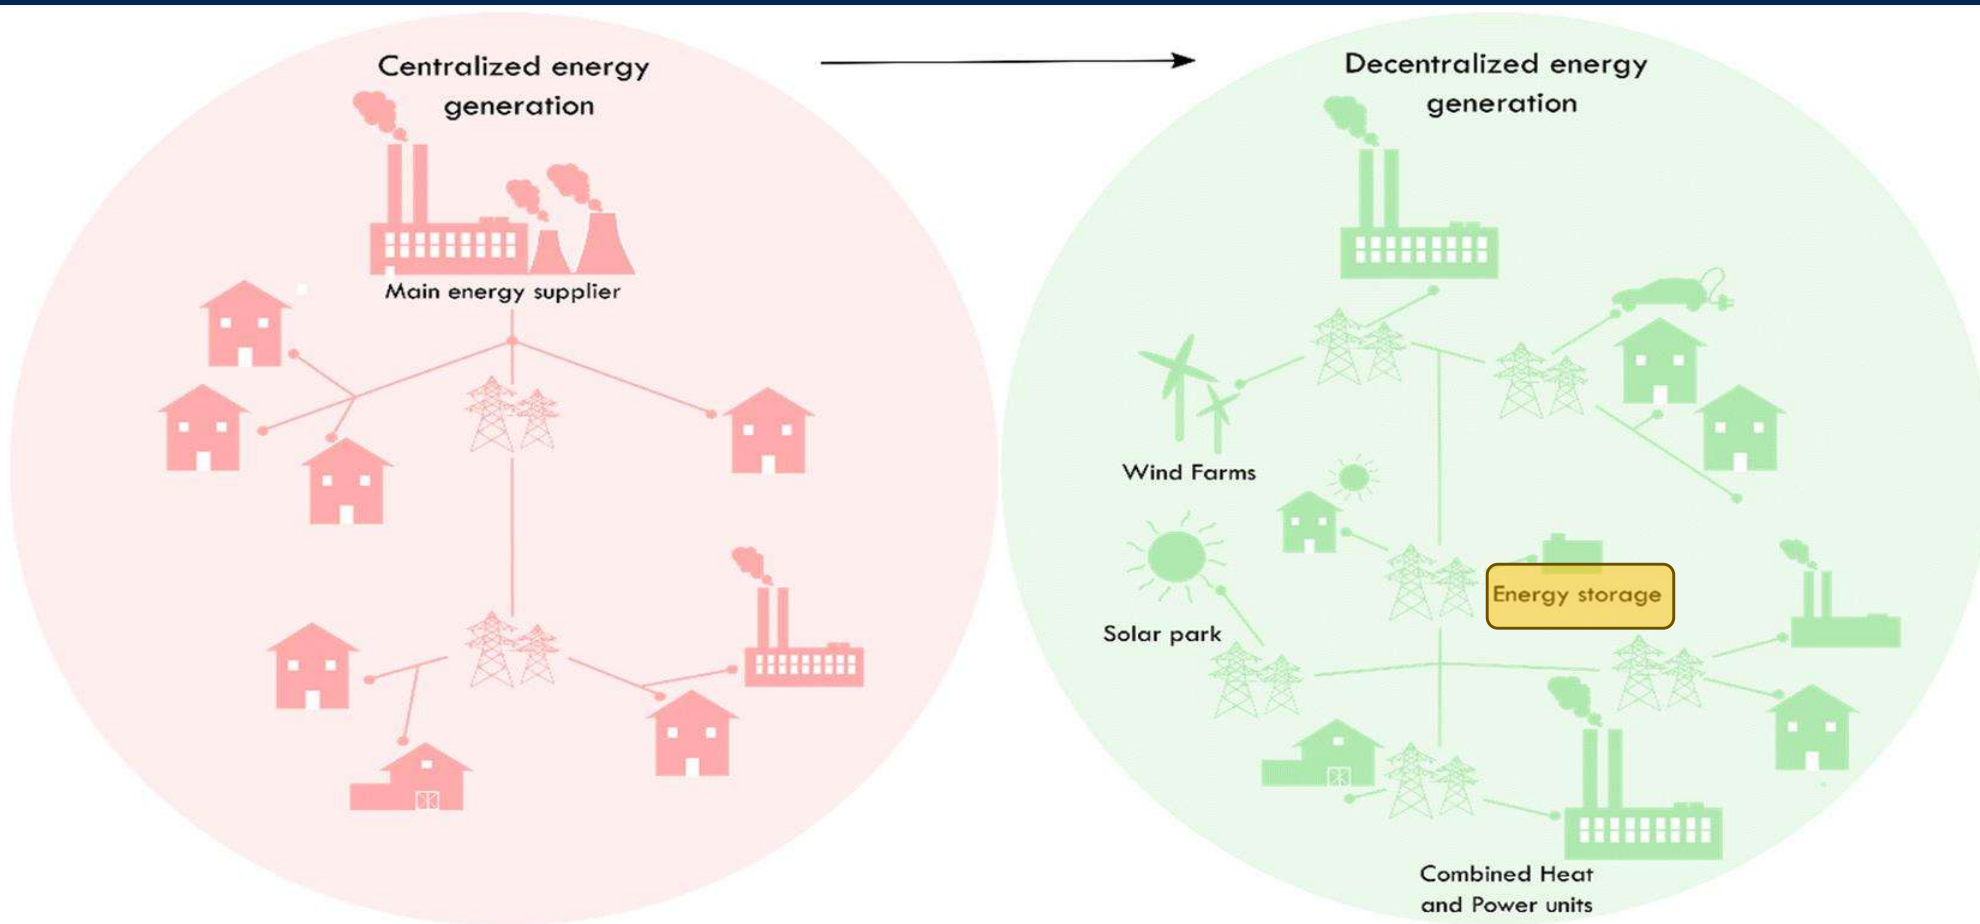 Centralized energy
generation
Main energy supplier
Decentralized energy
generation
Wind Farms
Energy storage
Solar park
Combined Heat
and Power units